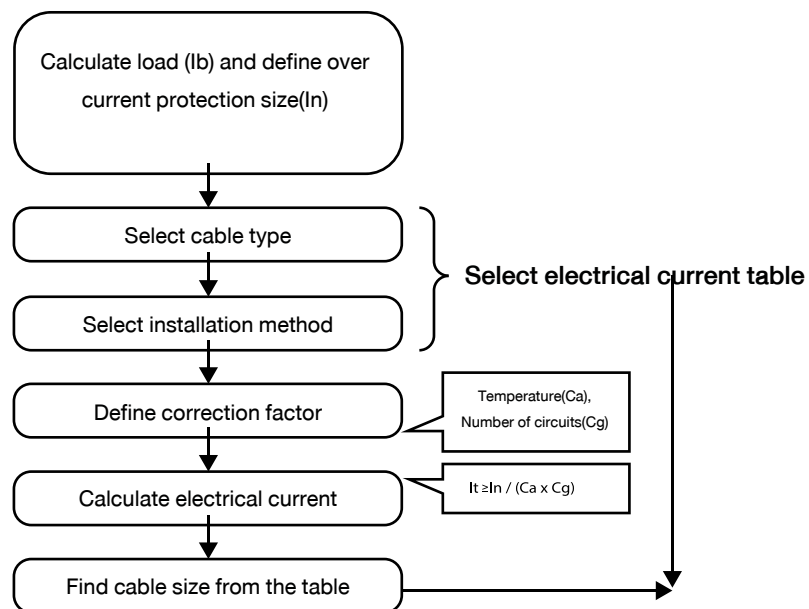 Calculate load (Ib) and define over
current protection size(In)
Select cable type
Select electrical current table
Select installation method
Define correction factor
Temperature(Ca),
Number of circuits(Cg)
Calculate electrical current
It ≥In / (Ca x Cg)
Find cable size from the table